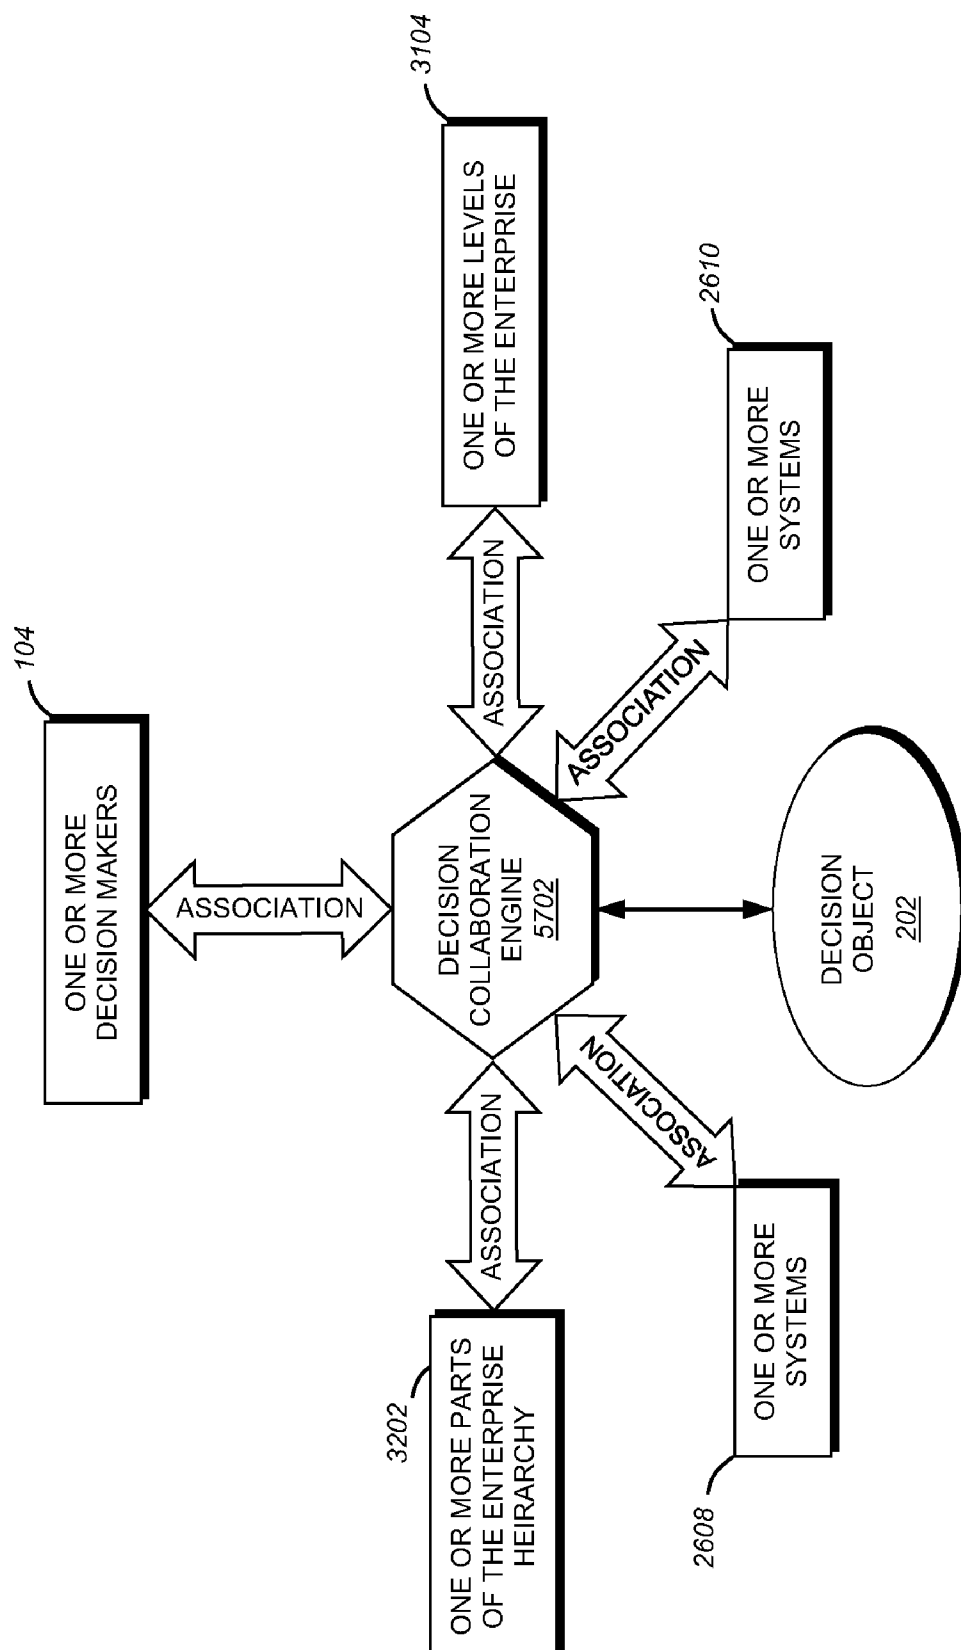 104
ONE OR MORE
DECISION MAKERS
ASSOCIATION
3202
ONE OR MORE PARTS
OF THE ENTERPRISE
HEIRARCHY
ASSOCIATION
DECISION
COLLABORATION
ENGINE
5702
ASSOCIATION
3104
ONE OR MORE LEVELS
OF THE ENTERPRISE
ASSOCIATION
ASSOCIATION
2608
ONE OR MORE
SYSTEMS
DECISION
OBJECT
202
2610
ONE OR MORE
SYSTEMS